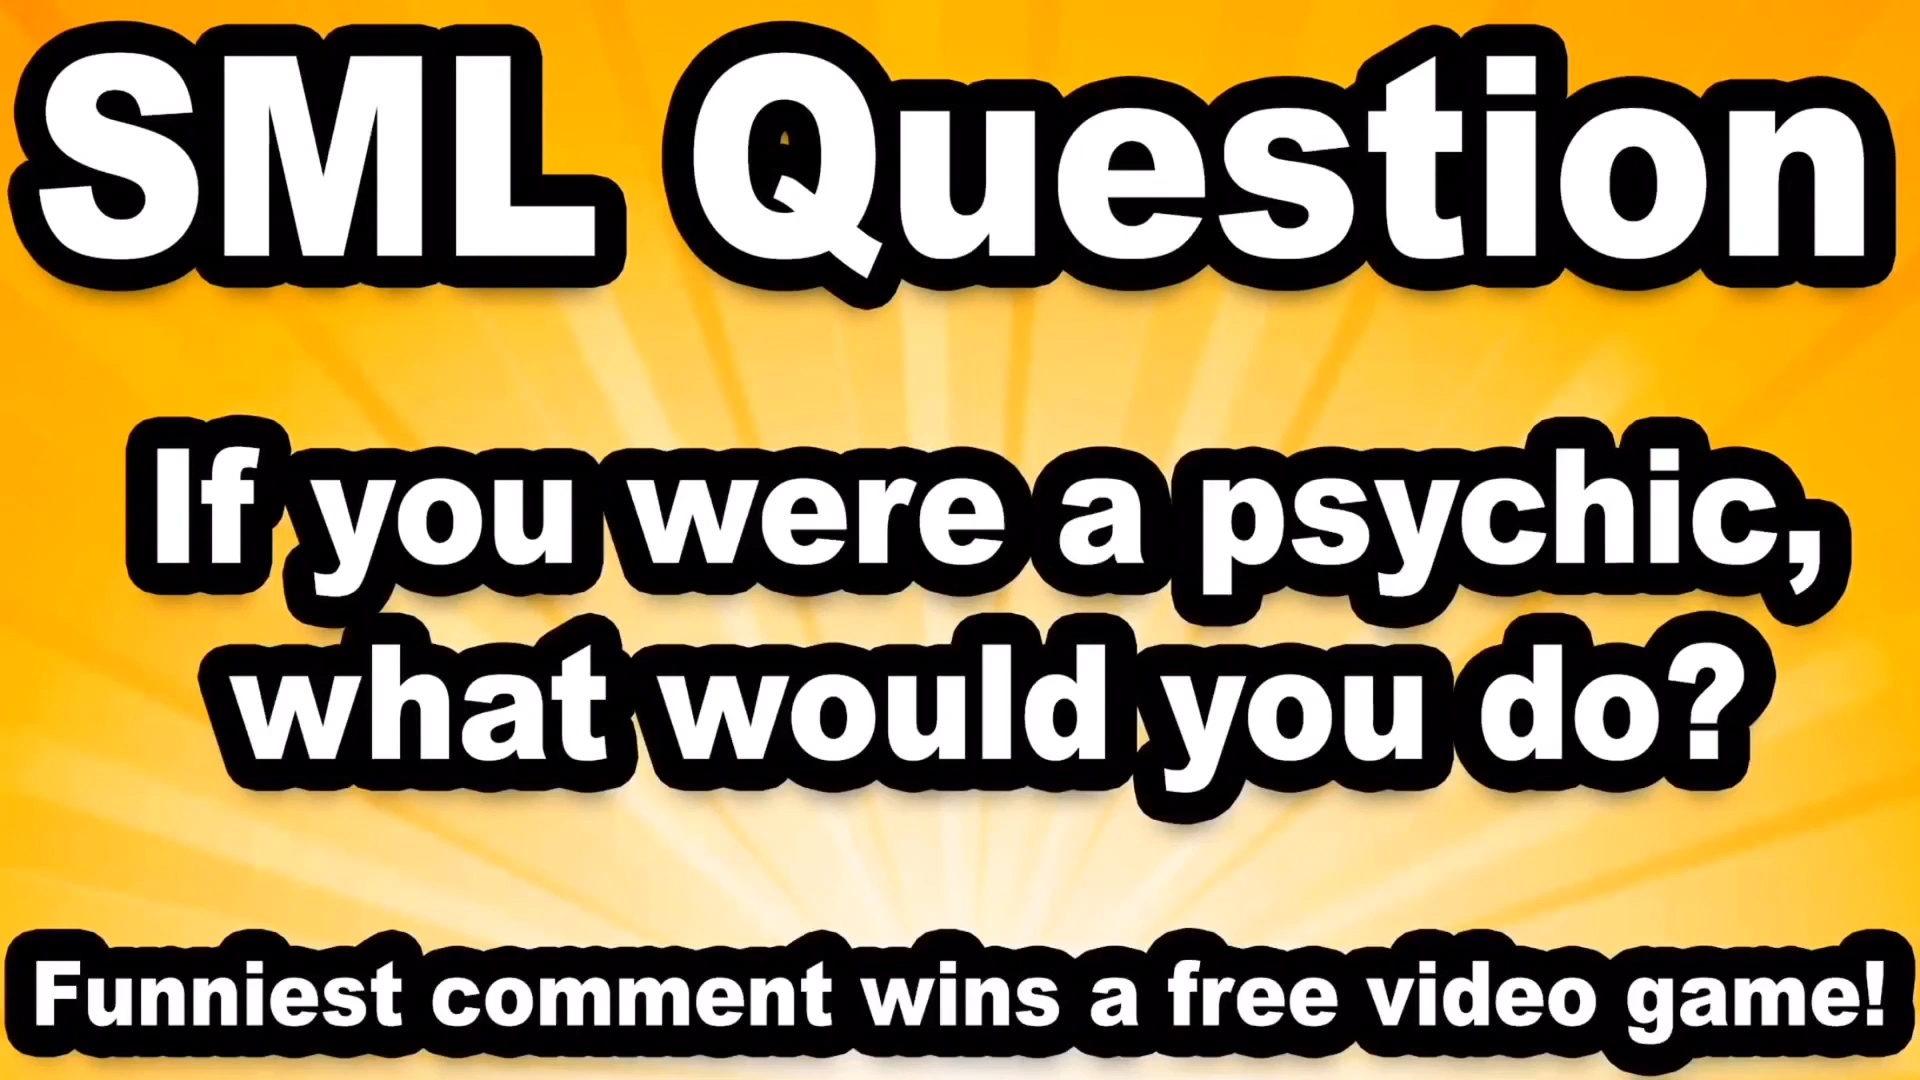 SML Question
If you were a psychic,
what would you do?
Funniest comment wins a free video game!